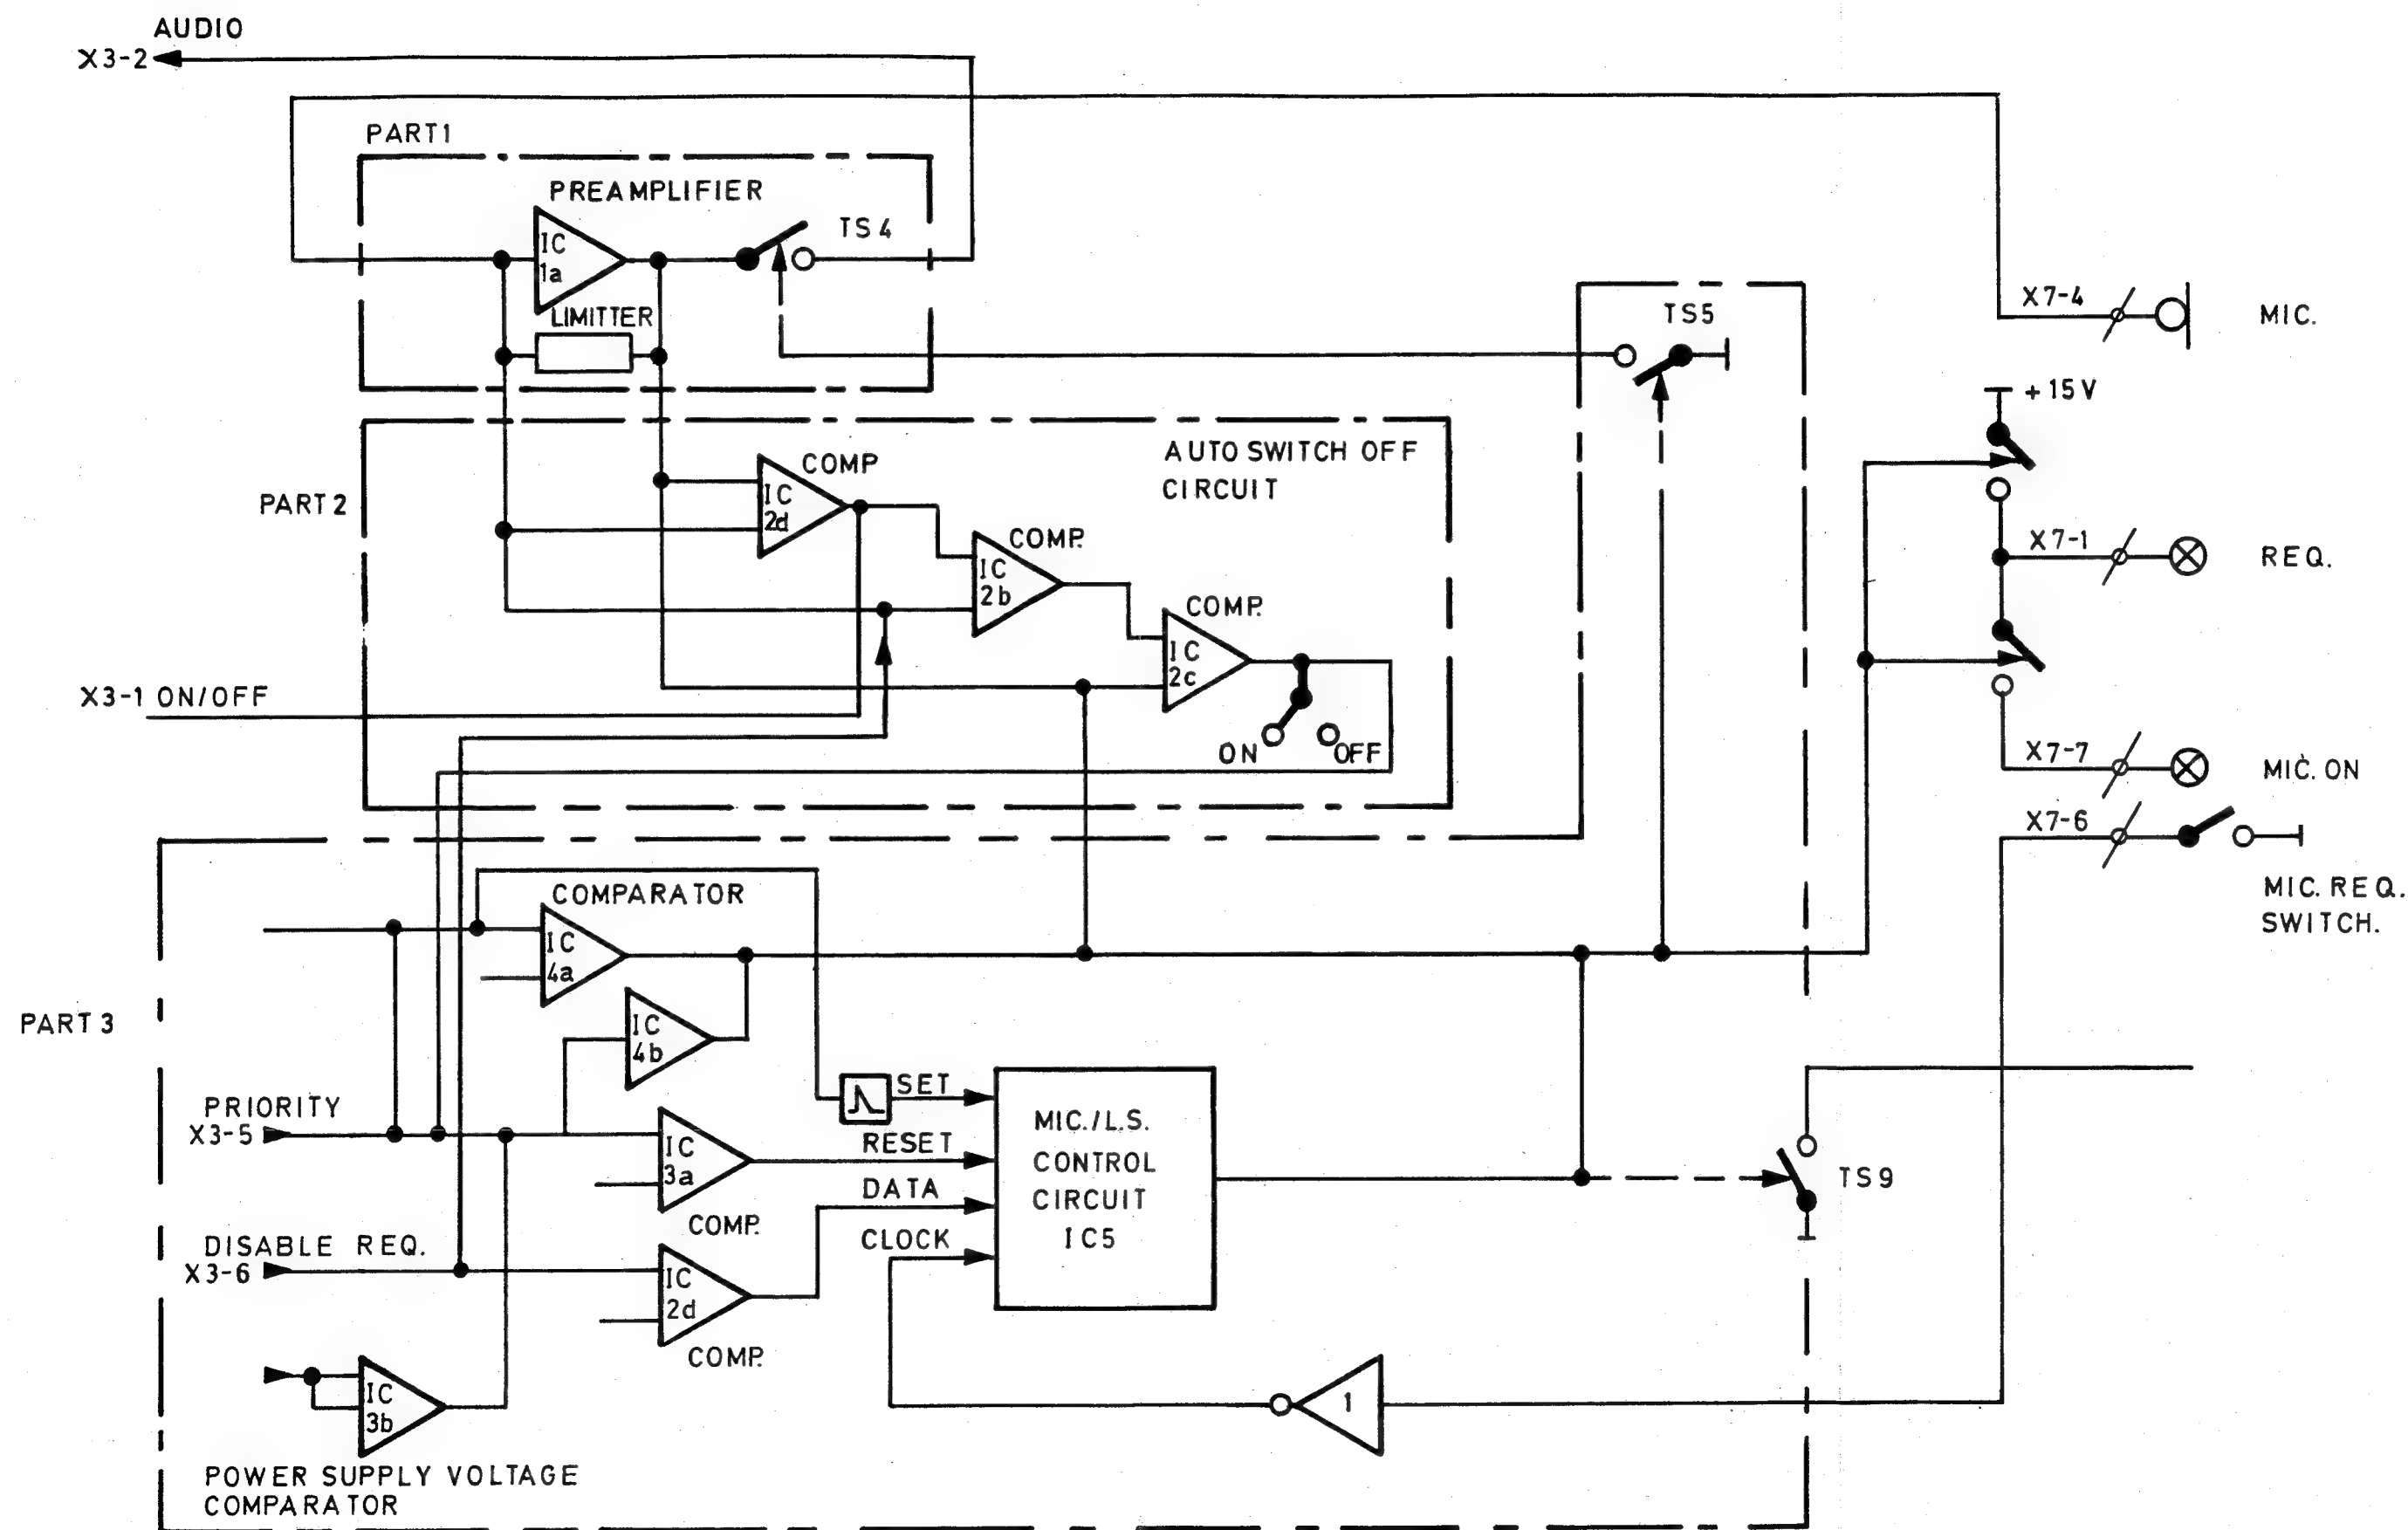 AUDIO
X3-2
PART1
PREAMPLIFIER
TS4
IC
1a
LIMITTER
TS5
X7-4
MIC.
+15V
AUTO SWITCH OFF
CIRCUIT
COMP
IC
2d
PART2
COMP.
IC
2b
X7-1
REQ.
COMP.
IC
2c
X3-1 ON/OFF
ON
OFF
X7-7
MIC. ON
X7-6
MIC. REQ.
SWITCH.
COMPARATOR
IC
4a
PART3
IC
4b
PRIORITY
X3-5
SET
RESET
DATA
CLOCK
MIC./L.S.
CONTROL
CIRCUIT
IC5
IC
3a
COMP.
TS9
DISABLE REQ.
X3-6
IC
2d
COMP.
IC
3b
1
POWER SUPPLY VOLTAGE
COMPARATOR